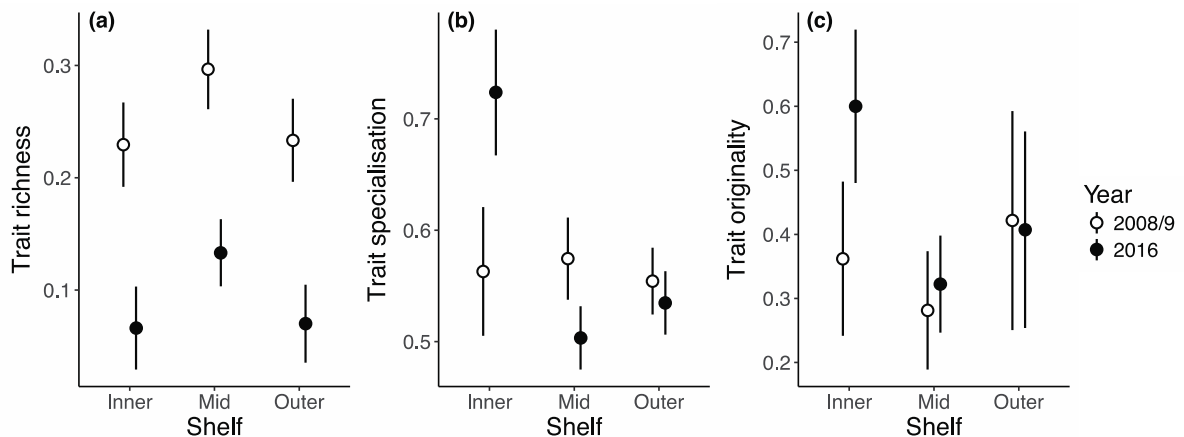 (a)
Trait richness
0.3
0.2
0.1
Inner Mid Outer
Shelf
(b)
Trait specialisation
0.7
0.6
0.5
Inner Mid Outer
Shelf
(c)
Trait originality
0.7
0.6
0.5
0.4
0.3
0.2
Inner Mid Outer
Shelf
Year
2008/9
2016